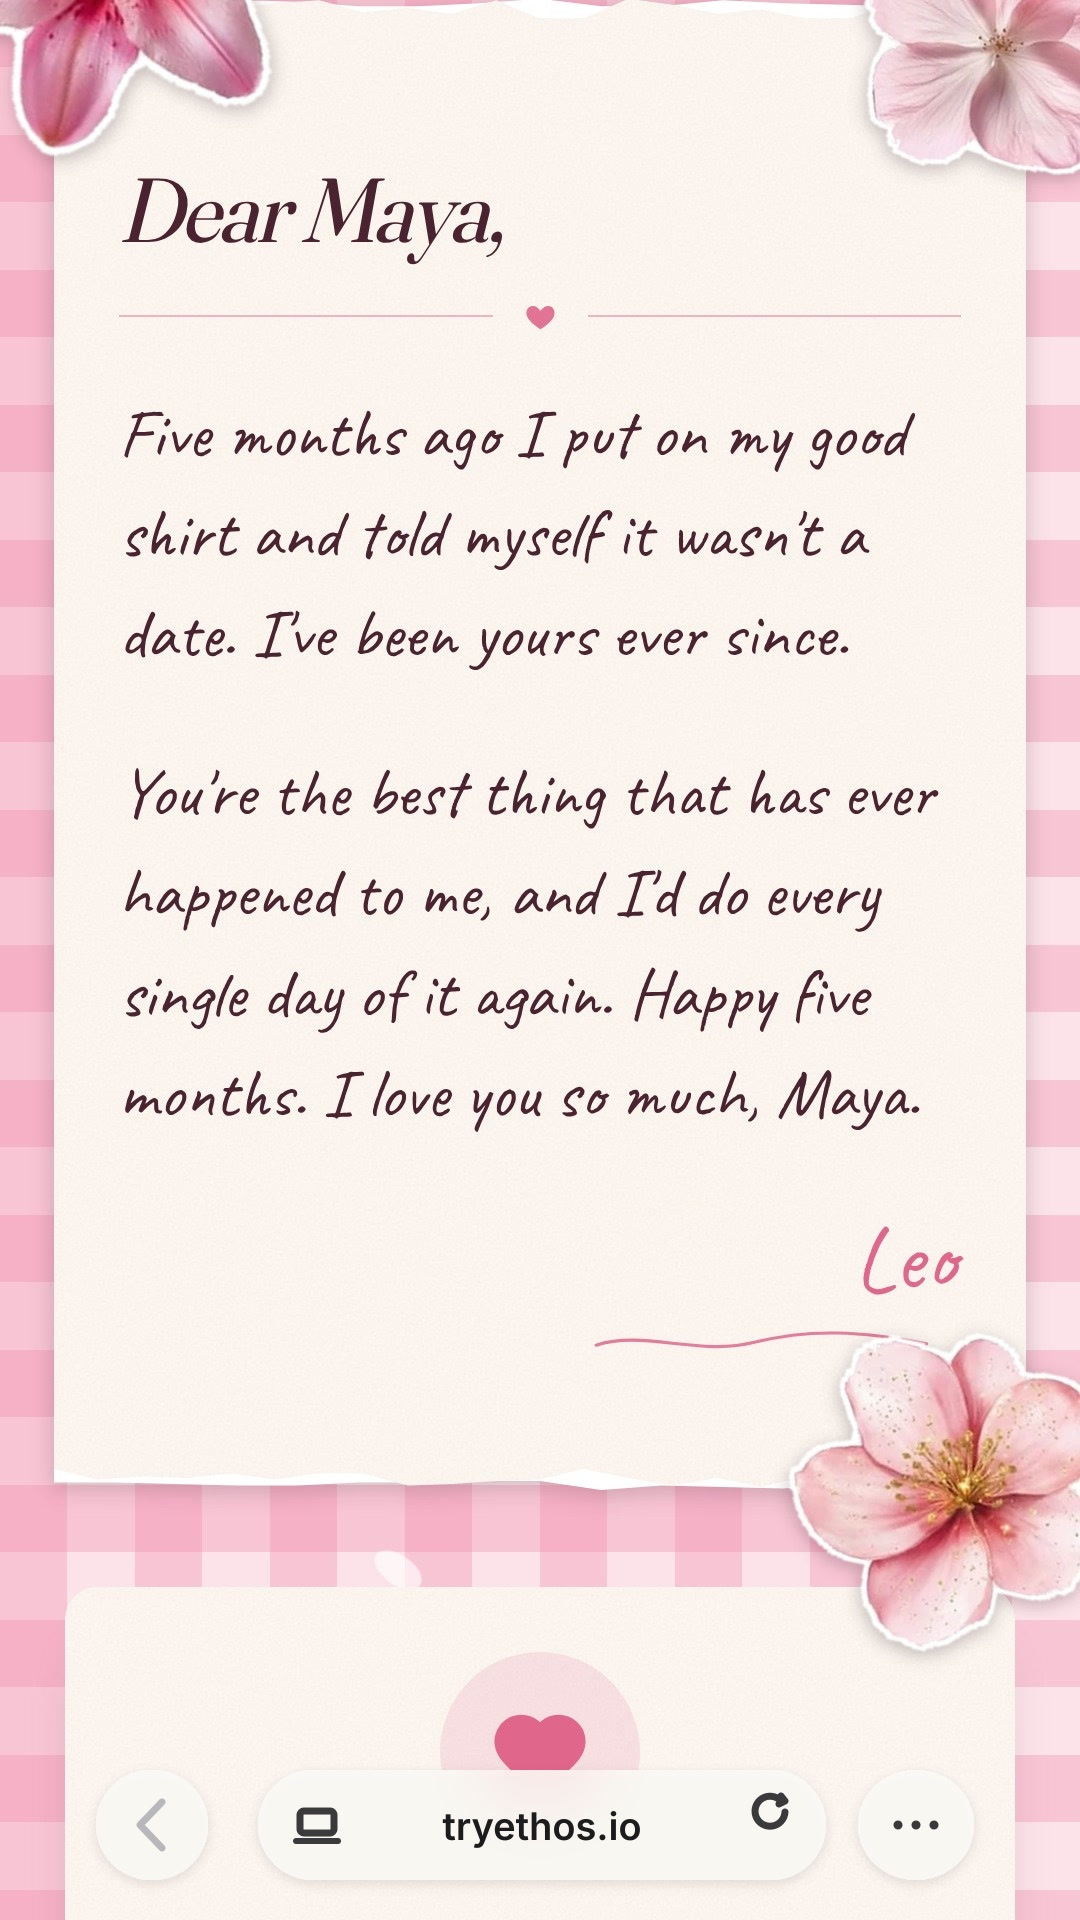 Dear Maya,
Five months ago I put on my good
shirt and told myself it wasn't a
date. I've been yours ever since.
You're the best thing that has ever
happened to me, and I'd do every
single day of it again. Happy five
months. I love you so much, Maya.
Leo
tryethos.io